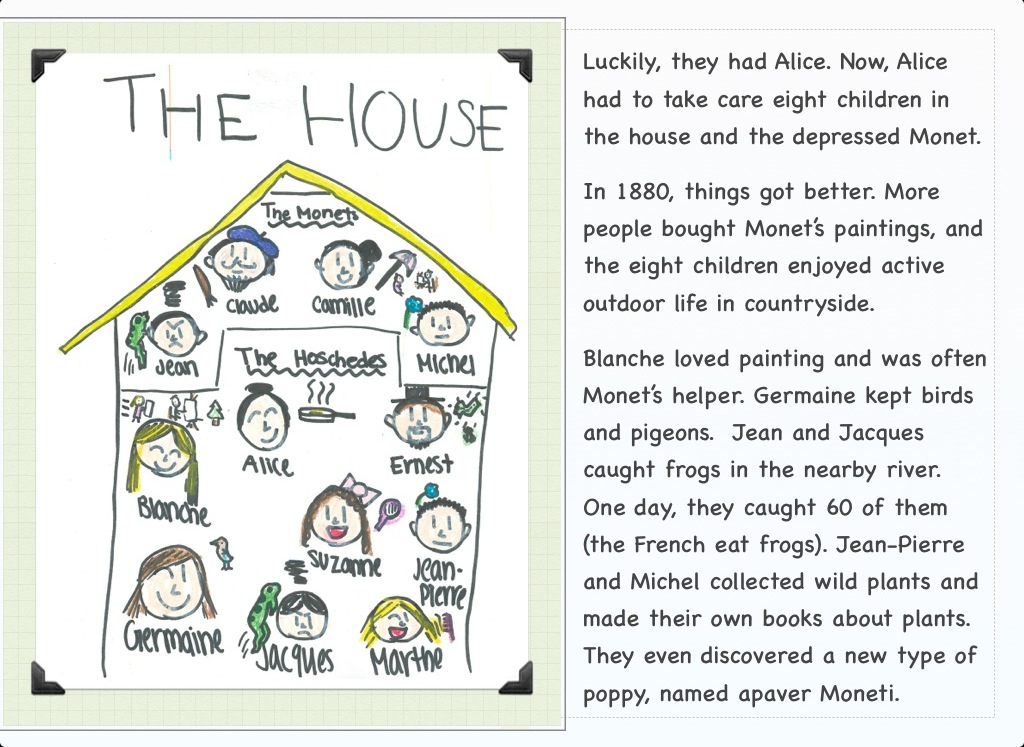 THE HOUSE
The Monets
Claude
Camille
Jean
Michel
The Hoschedes
Alice
Ernest
Blanche
Suzanne
Jean-
Pierre
Germaine
Jacques
Marthe
Luckily, they had Alice. Now, Alice
had to take care eight children in
the house and the depressed Monet.
In 1880, things got better. More
people bought Monet's paintings, and
the eight children enjoyed active
outdoor life in countryside.
Blanche loved painting and was often
Monet's helper. Germaine kept birds
and pigeons. Jean and Jacques
caught frogs in the nearby river.
One day, they caught 60 of them
(the French eat frogs). Jean-Pierre
and Michel collected wild plants and
made their own books about plants.
They even discovered a new type of
poppy, named apaver Moneti.